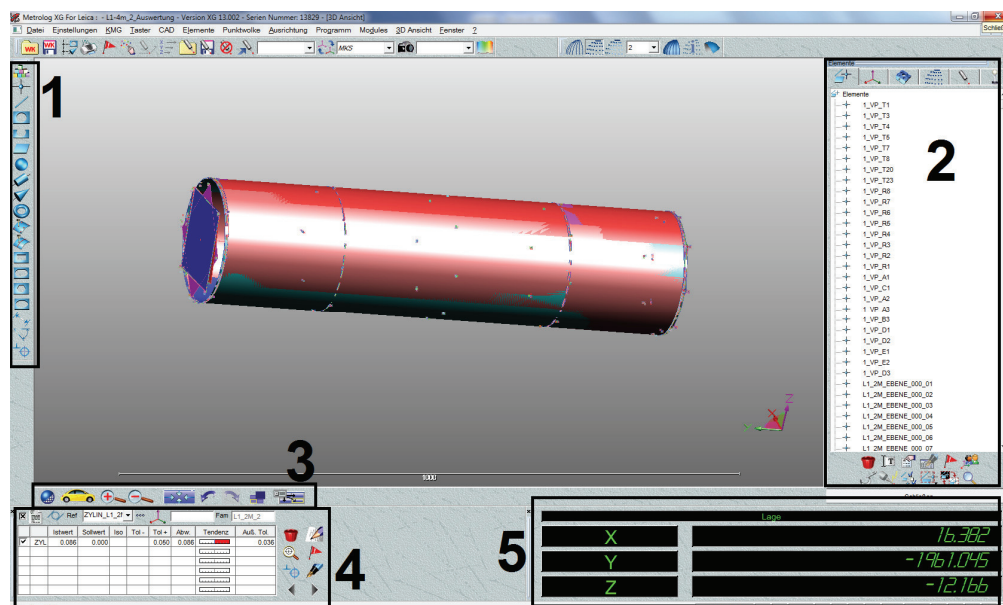 Metrolog XG For Leica : - L1-4m_2_Auswertung - Version XG 13.002 - Serien Nummer: 13829 - [3D Ansicht]
Datei Einstellungen KMG Taster CAD Elemente Punktwolke Ausrichtung Programm Modules 3D Ansicht Fenster ?
WK MKS 2
1
2
Elemente
Elemente
1_VP_T1
1_VP_T3
1_VP_T4
1_VP_T5
1_VP_T7
1_VP_T8
1_VP_T20
1_VP_T23
1_VP_R8
1_VP_R7
1_VP_R6
1_VP_R5
1_VP_R4
1_VP_R3
1_VP_R2
1_VP_R1
1_VP_A1
1_VP_C1
1_VP_A2
1_VP_A3
1_VP_B3
1_VP_D1
1_VP_D2
1_VP_E1
1_VP_E2
1_VP_D3
L1_2M_EBENE_000_01
L1_2M_EBENE_000_02
L1_2M_EBENE_000_03
L1_2M_EBENE_000_04
L1_2M_EBENE_000_05
L1_2M_EBENE_000_06
L1_2M_EBENE_000_07
Z
X
Y
1000
3
4
Ref ZYLIN_L1_2M Fam L1_2M_2
Istwert Sollwert Iso Tol - Tol + Abw. Tendenz Auß. Tol.
ZYL 0.086 0.000 0.050 0.086 0.036
5
Lage
X 16.382
Y -1961.045
Z -12.166